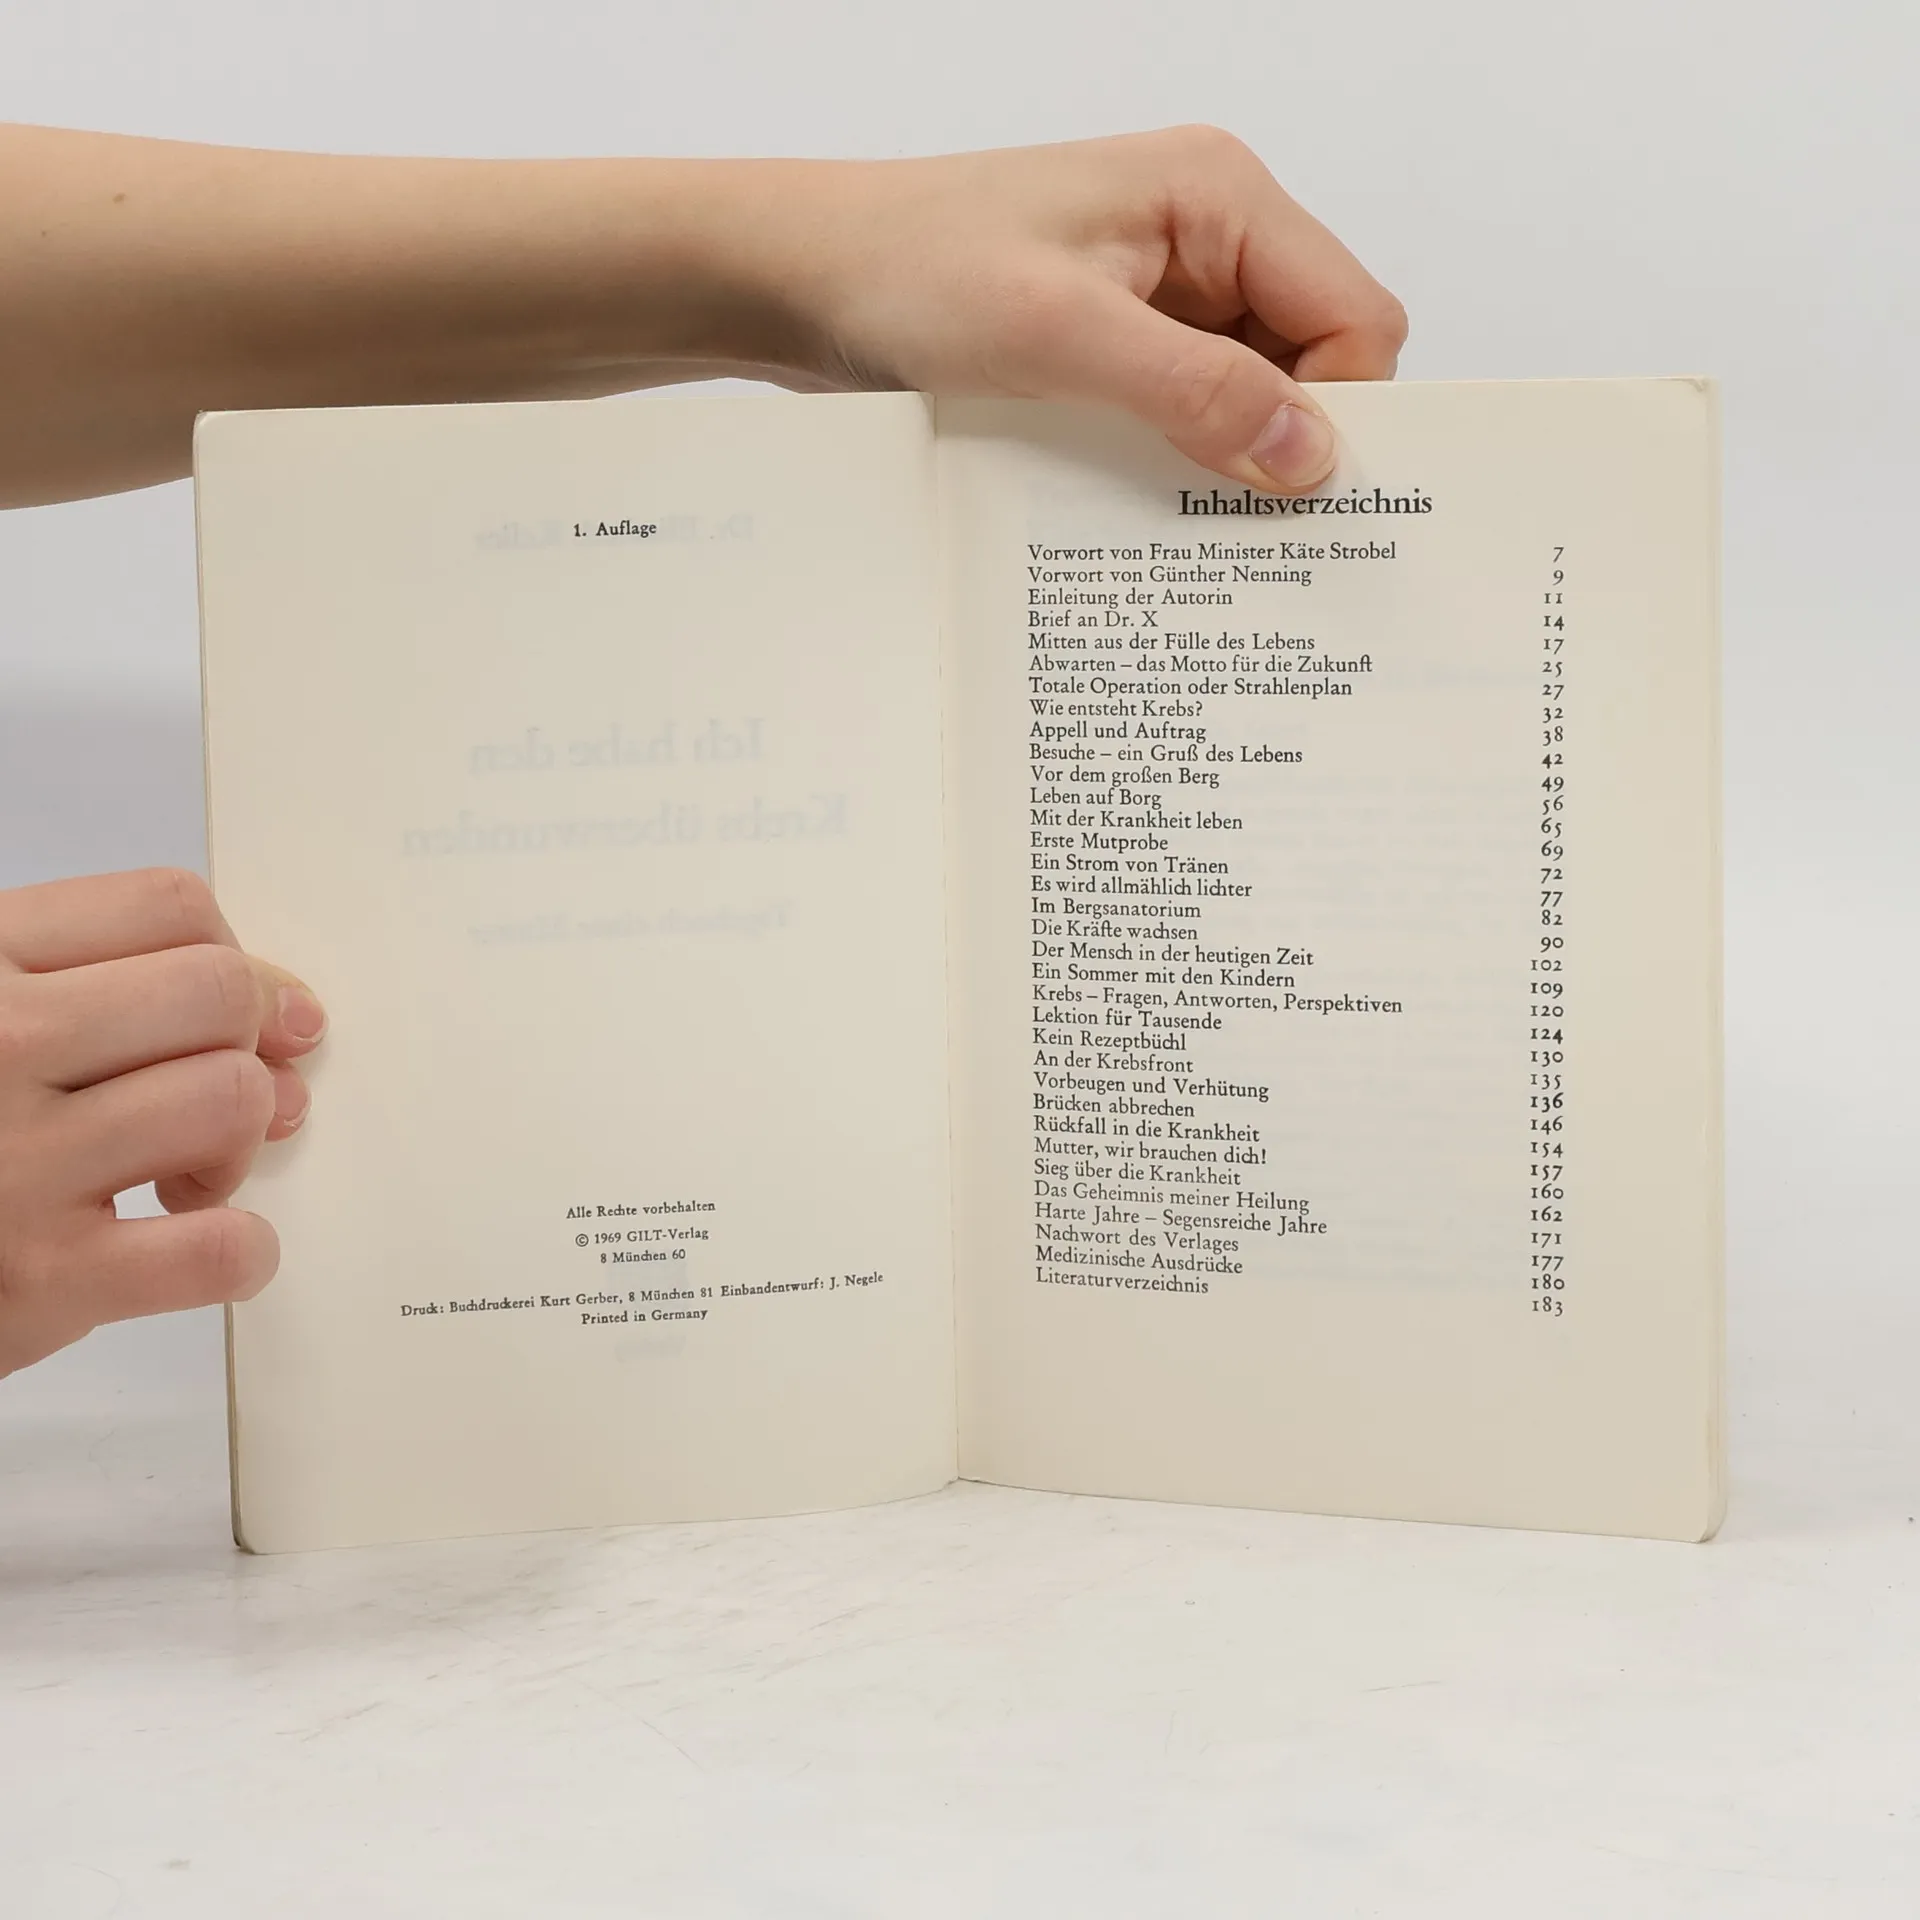 1. Auflage
Alle Rechte vorbehalten
© 1969 GILT-Verlag
8 München 60
Druck: Buchdruckerei Kurt Gerber, 8 München 81 Einbandentwurf: J. Negele
Printed in Germany
Inhaltsverzeichnis
Vorwort von Frau Minister Käte Strobel 7
Vorwort von Günther Nenning 9
Einleitung der Autorin 11
Brief an Dr. X 14
Mitten aus der Fülle des Lebens 17
Abwarten – das Motto für die Zukunft 25
Totale Operation oder Strahlenplan 27
Wie entsteht Krebs? 32
Appell und Auftrag 38
Besuche – ein Gruß des Lebens 42
Vor dem großen Berg 49
Leben auf Borg 56
Mit der Krankheit leben 65
Erste Mutprobe 69
Ein Strom von Tränen 72
Es wird allmählich lichter 77
Im Bergsanatorium 82
Die Kräfte wachsen 90
Der Mensch in der heutigen Zeit 102
Ein Sommer mit den Kindern 109
Krebs – Fragen, Antworten, Perspektiven 120
Lektion für Tausende 124
Kein Rezeptbüchl 130
An der Krebsfront 135
Vorbeugen und Verhütung 136
Brücken abbrechen 146
Rückfall in die Krankheit 154
Mutter, wir brauchen dich! 157
Sieg über die Krankheit 160
Das Geheimnis meiner Heilung 162
Harte Jahre – Segensreiche Jahre 171
Nachwort des Verlages 177
Medizinische Ausdrücke 180
Literaturverzeichnis 183